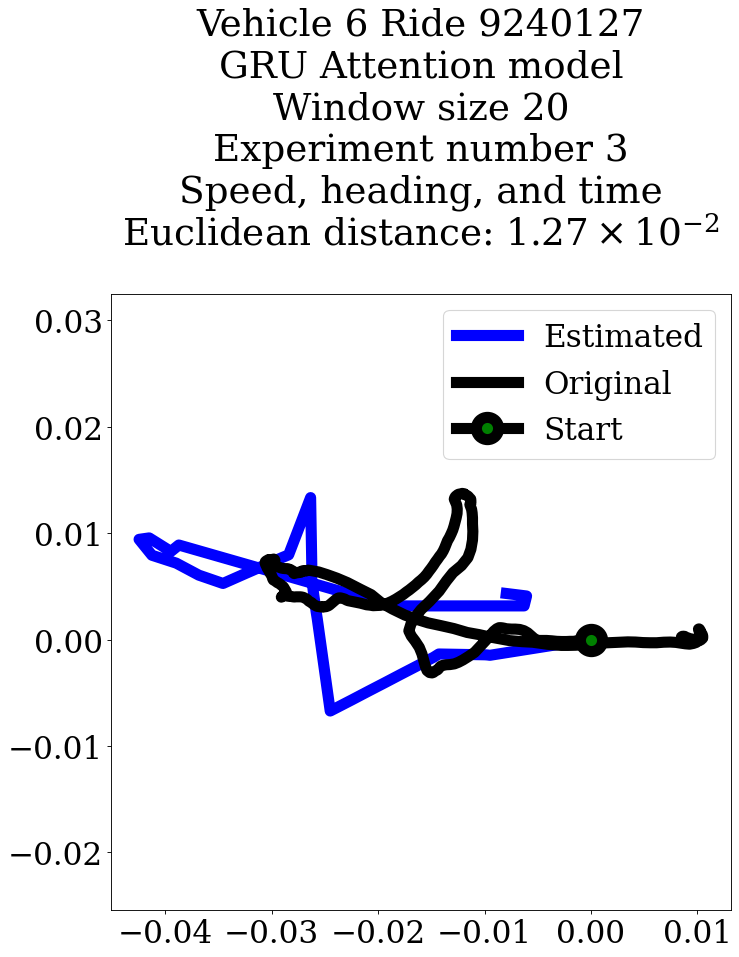 Vehicle 6 Ride 9240127
GRU Attention model
Window size 20
Experiment number 3
Speed, heading, and time
Euclidean distance: 1.27 × 10⁻²
Estimated
Original
Start
0.03
0.02
0.01
0.00
−0.01
−0.02
−0.04 −0.03 −0.02 −0.01 0.00 0.01